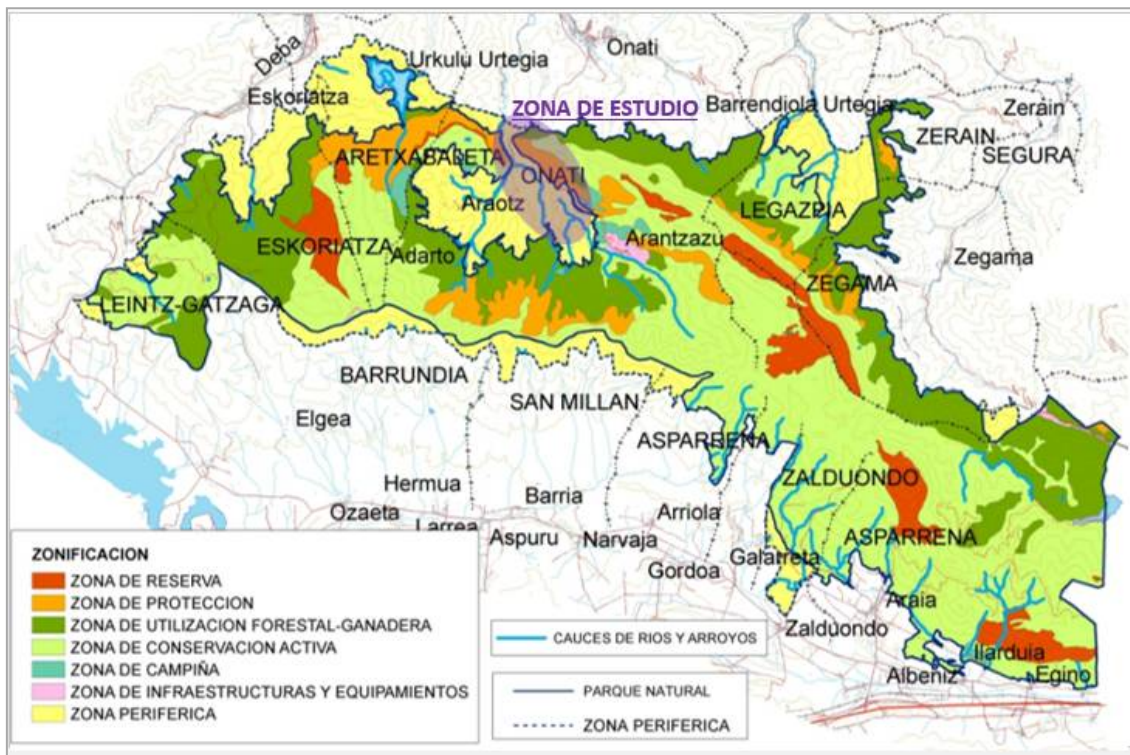 Deba
Urkulu Urtegia
Onati
Eskoriatza
ZONA DE ESTUDIO
Barrendiola Urtegia
Zerain
ZERAIN
SEGURA
ARETXABALETA
ONATI
Araotz
LEGAZPIA
ESKORIATZA
Adarto
Arantzazu
Zegama
ZEGAMA
LEINTZ-GATZAGA
BARRUNDIA
SAN MILLAN
Elgea
ASPARRENA
ZALDUONDO
Hermua
Barria
Ozaeta
Larrea
Aspuru
Narvaja
Arriola
ASPARRENA
Galarreta
Gordoa
Araia
Zalduondo
Ilarduia
Albeniz
Egino
ZONIFICACION
ZONA DE RESERVA
ZONA DE PROTECCION
ZONA DE UTILIZACION FORESTAL-GANADERA
ZONA DE CONSERVACION ACTIVA
ZONA DE CAMPIÑA
ZONA DE INFRAESTRUCTURAS Y EQUIPAMIENTOS
ZONA PERIFERICA
CAUCES DE RIOS Y ARROYOS
PARQUE NATURAL
ZONA PERIFERICA